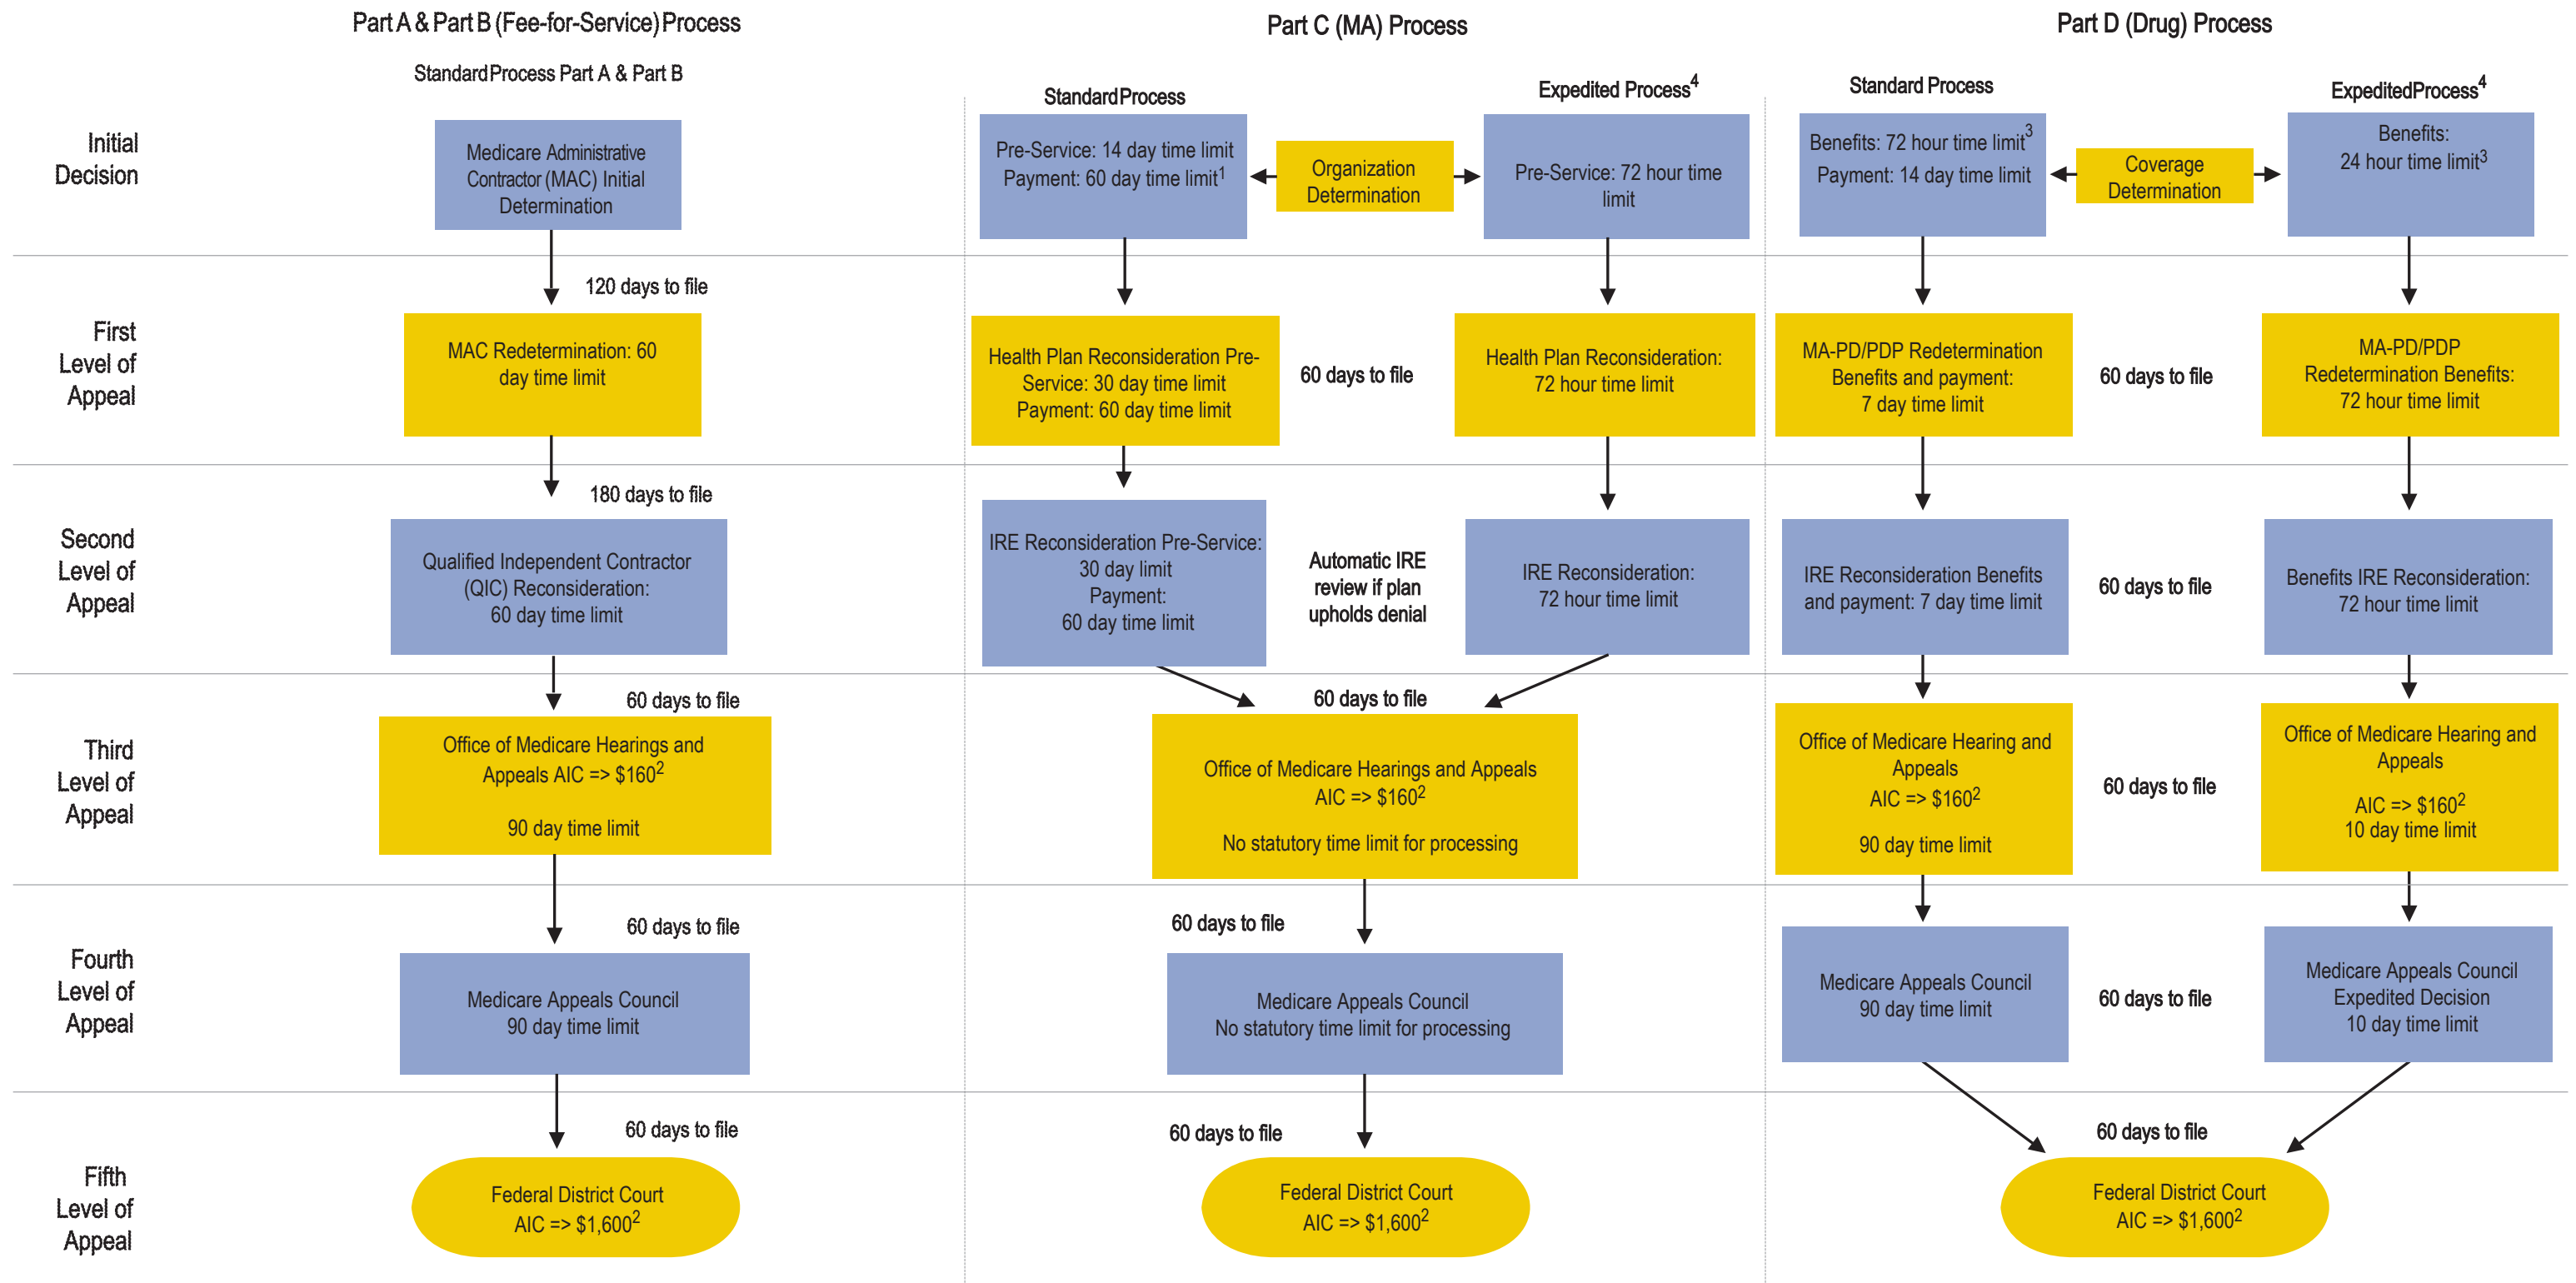 Part A & Part B (Fee-for-Service) Process
Part C (MA) Process
Part D (Drug) Process
Standard Process Part A & Part B
Standard Process
Expedited Process4
Standard Process
Expedited Process4
Initial
Decision
Medicare Administrative
Contractor (MAC) Initial
Determination
Pre-Service: 14 day time limit
Payment: 60 day time limit1
Organization
Determination
Pre-Service: 72 hour time
limit
Benefits: 72 hour time limit3
Payment: 14 day time limit
Coverage
Determination
Benefits:
24 hour time limit3
120 days to file
First
Level of
Appeal
MAC Redetermination: 60
day time limit
Health Plan Reconsideration Pre-
Service: 30 day time limit
Payment: 60 day time limit
60 days to file
Health Plan Reconsideration:
72 hour time limit
MA-PD/PDP Redetermination
Benefits and payment:
7 day time limit
60 days to file
MA-PD/PDP
Redetermination Benefits:
72 hour time limit
180 days to file
Second
Level of
Appeal
Qualified Independent Contractor
(QIC) Reconsideration:
60 day time limit
IRE Reconsideration Pre-Service:
30 day limit
Payment:
60 day time limit
Automatic IRE
review if plan
upholds denial
IRE Reconsideration:
72 hour time limit
IRE Reconsideration Benefits
and payment: 7 day time limit
60 days to file
Benefits IRE Reconsideration:
72 hour time limit
60 days to file
60 days to file
Third
Level of
Appeal
Office of Medicare Hearings and
Appeals AIC => $1602
90 day time limit
Office of Medicare Hearings and Appeals
AIC => $1602
No statutory time limit for processing
Office of Medicare Hearing and
Appeals
AIC => $1602
90 day time limit
60 days to file
Office of Medicare Hearing and
Appeals
AIC => $1602
10 day time limit
60 days to file
60 days to file
Fourth
Level of
Appeal
Medicare Appeals Council
90 day time limit
Medicare Appeals Council
No statutory time limit for processing
Medicare Appeals Council
90 day time limit
60 days to file
Medicare Appeals Council
Expedited Decision
10 day time limit
60 days to file
60 days to file
60 days to file
Fifth
Level of
Appeal
Federal District Court
AIC => $1,6002
Federal District Court
AIC => $1,6002
Federal District Court
AIC => $1,6002